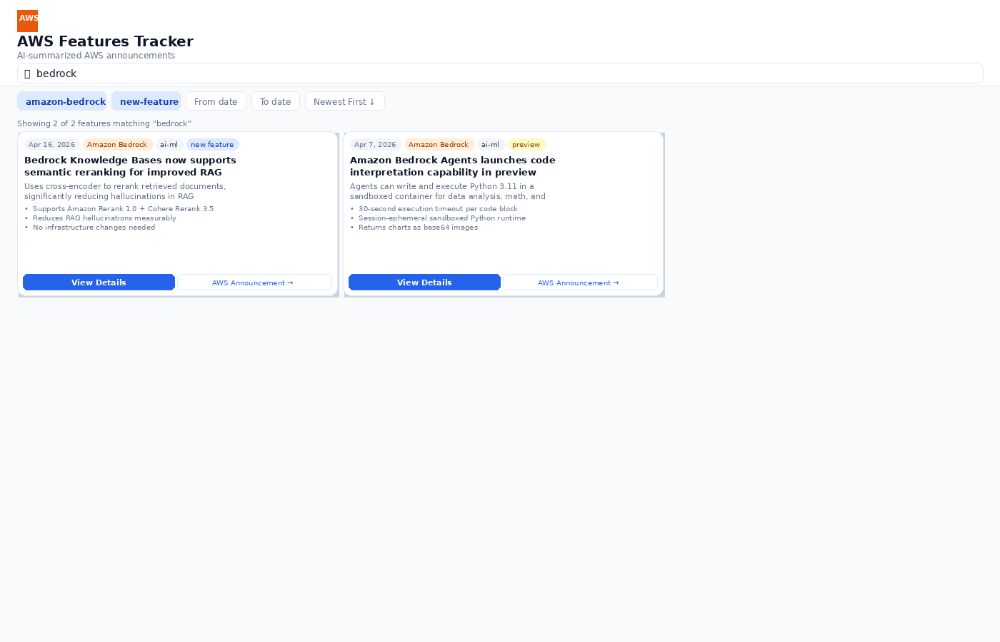 AWS
AWS Features Tracker
AI-summarized AWS announcements
bedrock
amazon-bedrock new-feature From date To date Newest First ↓
Showing 2 of 2 features matching "bedrock"
Apr 16, 2026 Amazon Bedrock ai-ml new feature
Bedrock Knowledge Bases now supports
semantic reranking for improved RAG
Uses cross-encoder to rerank retrieved documents,
significantly reducing hallucinations in RAG
• Supports Amazon Rerank 1.0 + Cohere Rerank 3.5
• Reduces RAG hallucinations measurably
• No infrastructure changes needed
View Details AWS Announcement →
Apr 7, 2026 Amazon Bedrock ai-ml preview
Amazon Bedrock Agents launches code
interpretation capability in preview
Agents can write and execute Python 3.11 in a
sandboxed container for data analysis, math, and
• 30-second execution timeout per code block
• Session-ephemeral sandboxed Python runtime
• Returns charts as base64 images
View Details AWS Announcement →